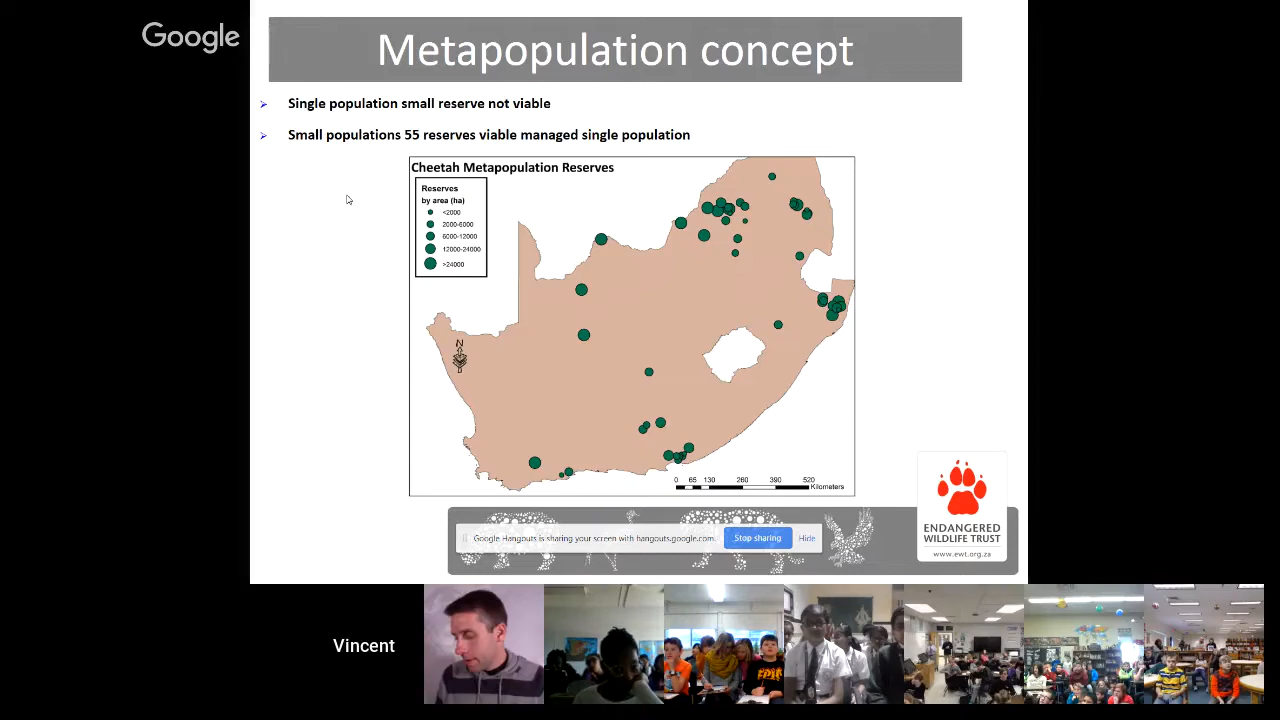 Google
Metapopulation concept
Single population small reserve not viable
Small populations 55 reserves viable managed single population
Cheetah Metapopulation Reserves
Reserves
by area (ha)
<2000
2000-6000
6000-12000
12000-24000
>24000
N
0 65 130 260 390 520
Kilometers
Google Hangouts is sharing your screen with hangouts.google.com.
Stop sharing
Hide
ENDANGERED
WILDLIFE TRUST
www.ewt.org.za
Vincent